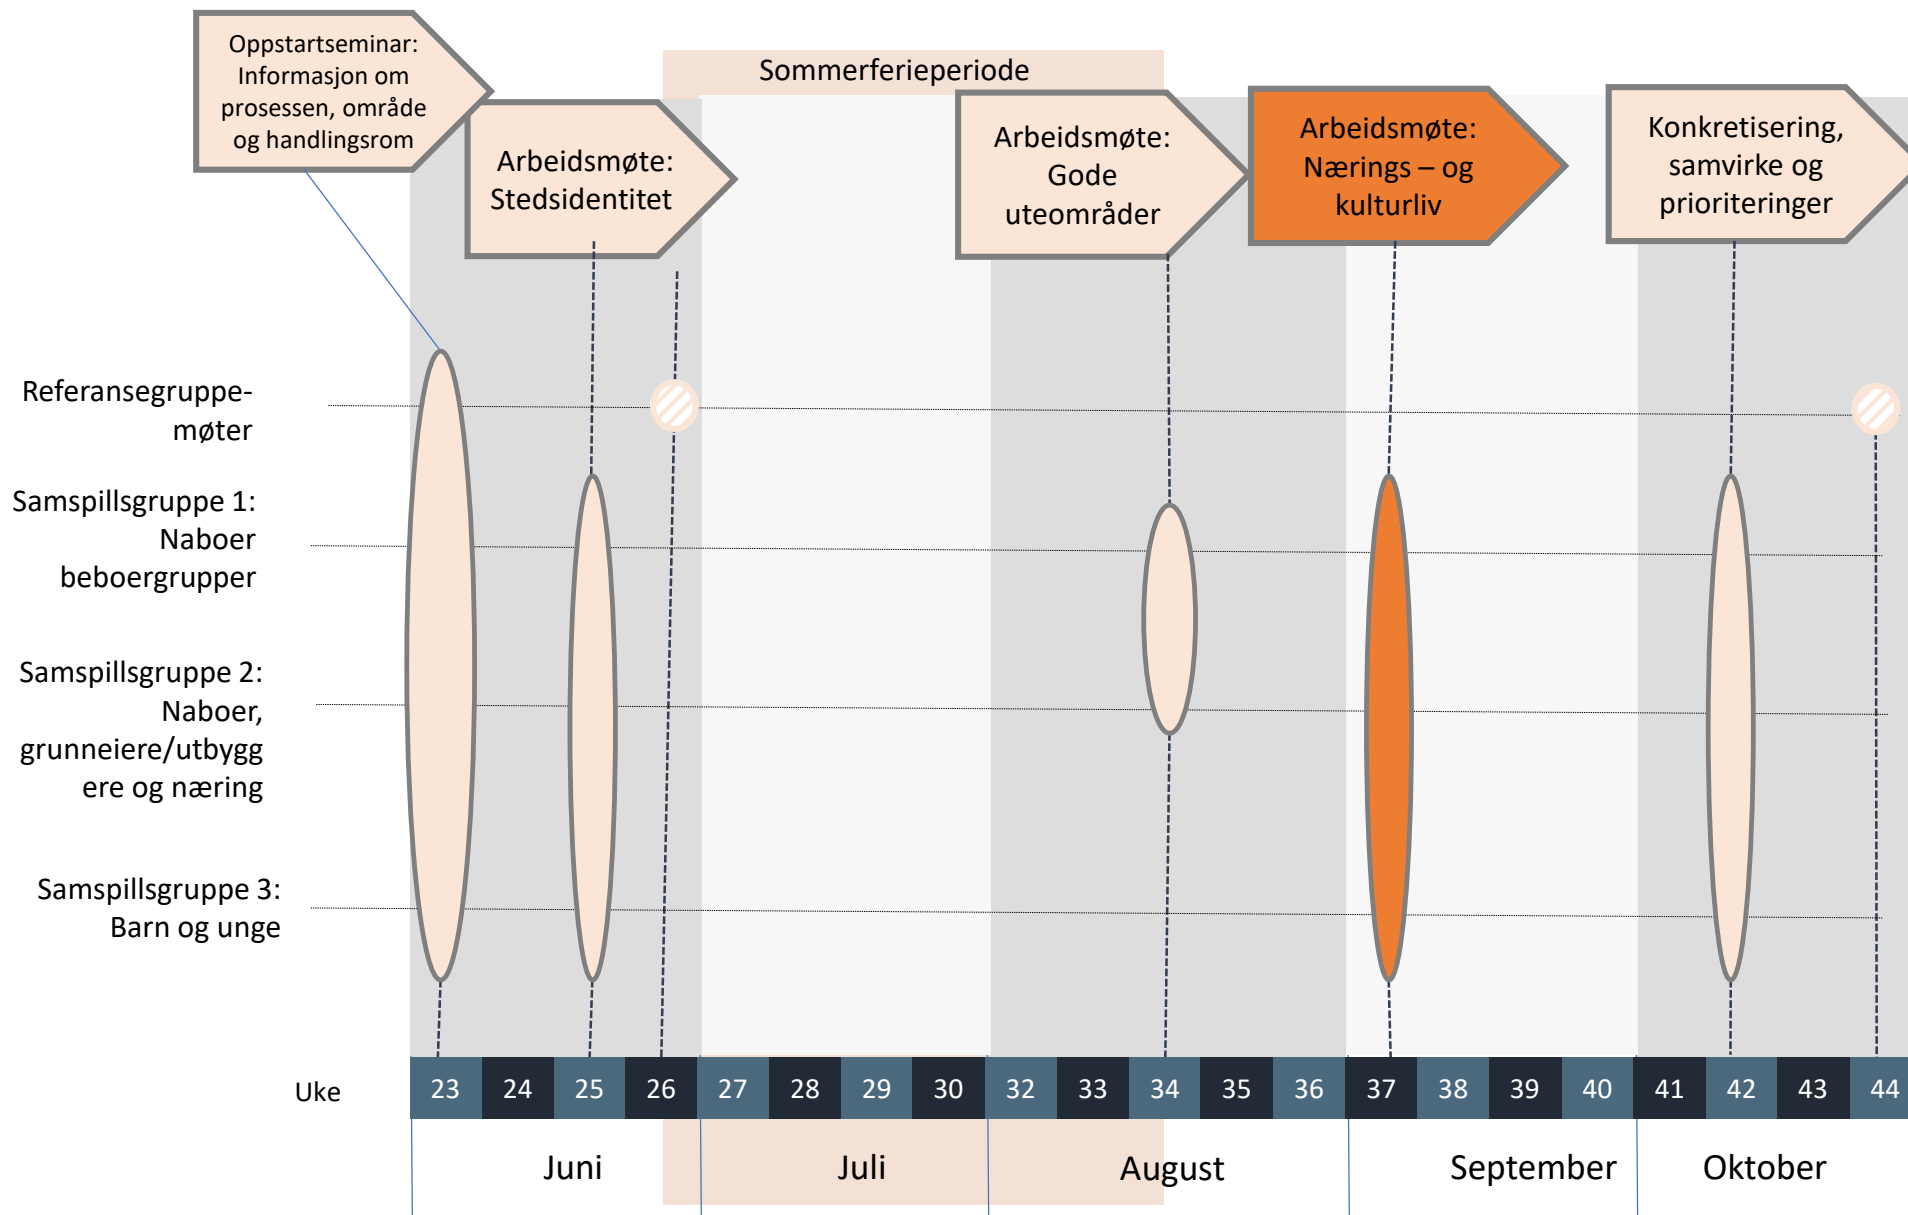 Oppstartseminar:
Informasjon om
prosessen, område
og handlingsrom
Sommerferieperiode
Arbeidsmøte:
Stedsidentitet
Arbeidsmøte:
Gode
uteområder
Arbeidsmøte:
Nærings – og
kulturliv
Konkretisering,
samvirke og
prioriteringer
Referansegruppe-
møter
Samspillsgruppe 1:
Naboer
beboergrupper
Samspillsgruppe 2:
Naboer,
grunneiere/utbygg
ere og næring
Samspillsgruppe 3:
Barn og unge
Uke 23 24 25 26 27 28 29 30 32 33 34 35 36 37 38 39 40 41 42 43 44
Juni Juli August September Oktober